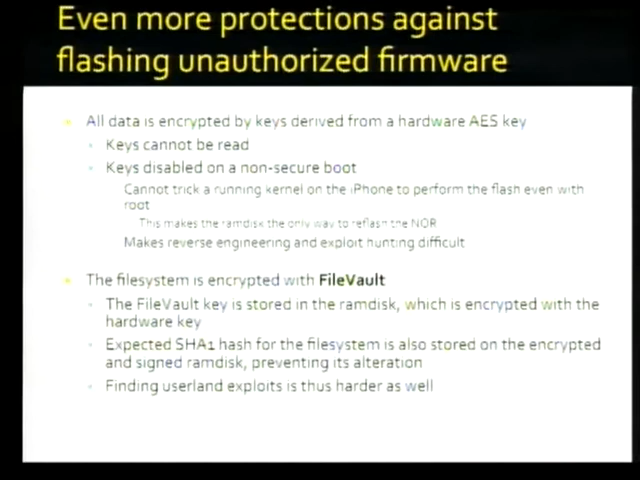 Even more protections against
flashing unauthorized firmware
All data is encrypted by keys derived from a hardware AES key
Keys cannot be read
Keys disabled on a non-secure boot
Cannot trick a running kernel on the iPhone to perform the flash even with
root
This makes the ramdisk the only way to reflash the NOR
Makes reverse engineering and exploit hunting difficult
The filesystem is encrypted with FileVault
The FileVault key is stored in the ramdisk, which is encrypted with the
hardware key
Expected SHA1 hash for the filesystem is also stored on the encrypted
and signed ramdisk, preventing its alteration
Finding userland exploits is thus harder as well